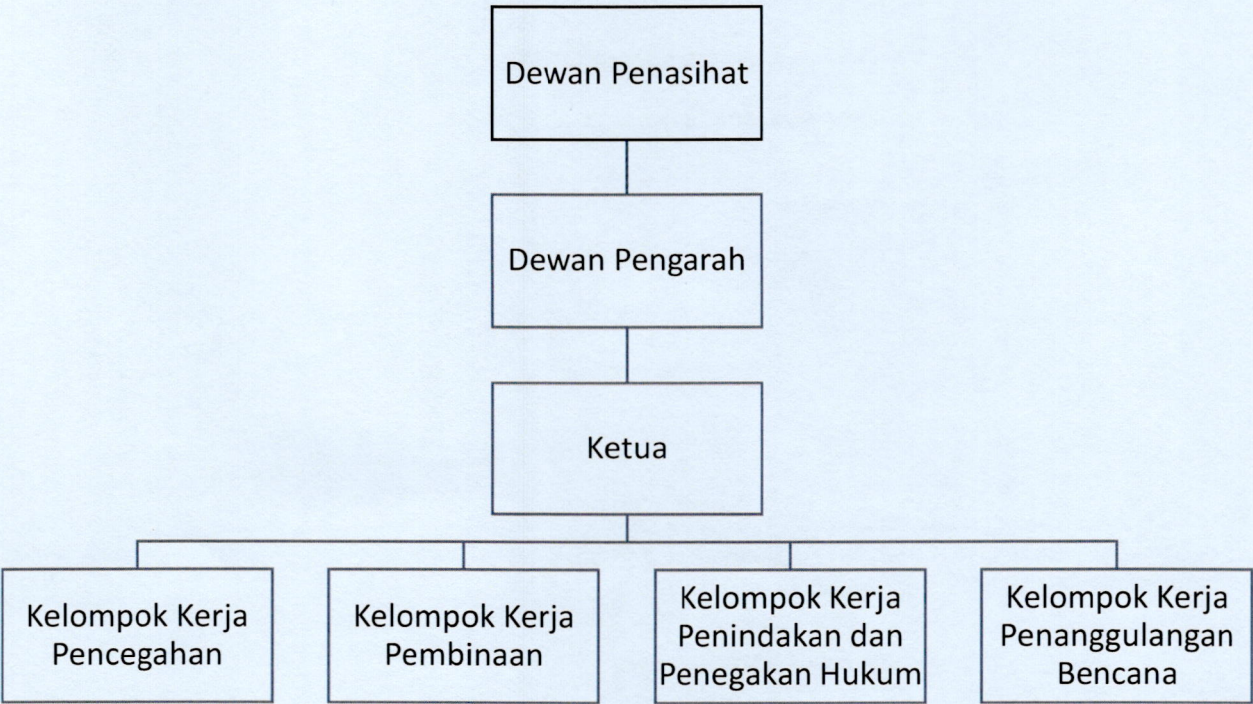 Dewan Penasihat
Dewan Pengarah
Ketua
Kelompok Kerja
Pencegahan
Kelompok Kerja
Pembinaan
Kelompok Kerja
Penindakan dan
Penegakan Hukum
Kelompok Kerja
Penanggulangan
Bencana